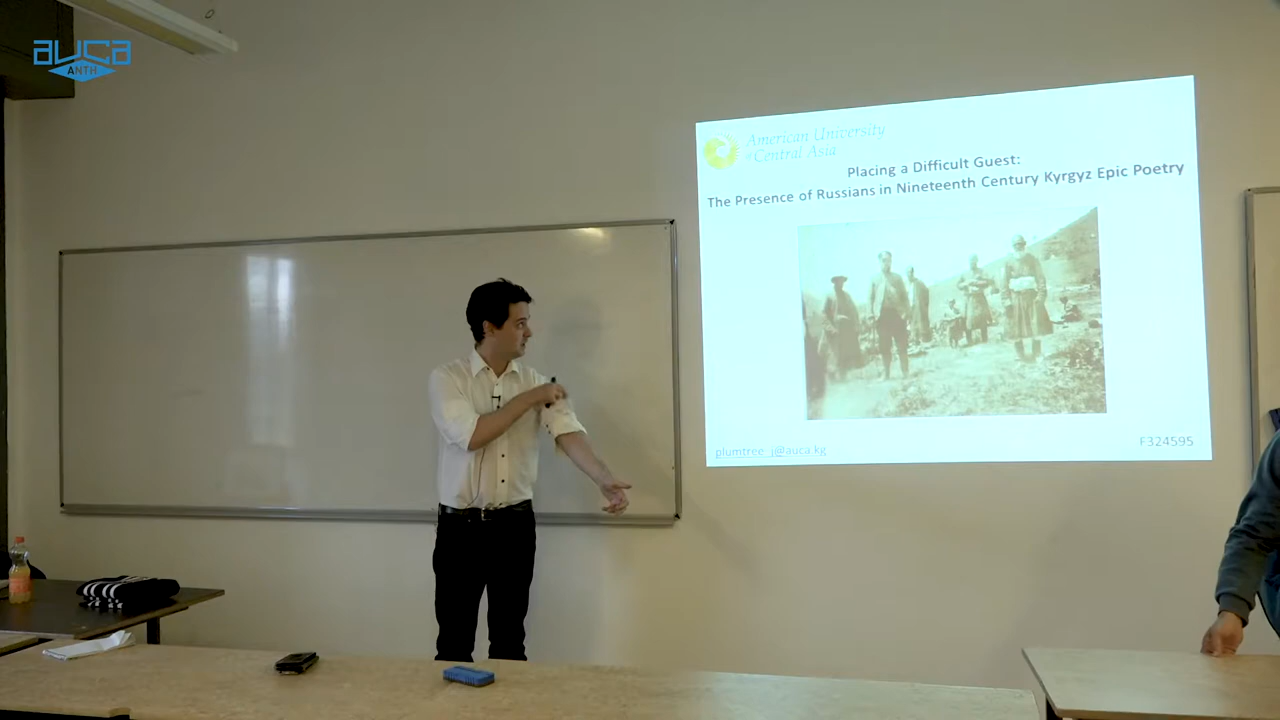 auca
ANTH
American University
of Central Asia
Placing a Difficult Guest:
The Presence of Russians in Nineteenth Century Kyrgyz Epic Poetry
plumtree_j@auca.kg
F324595